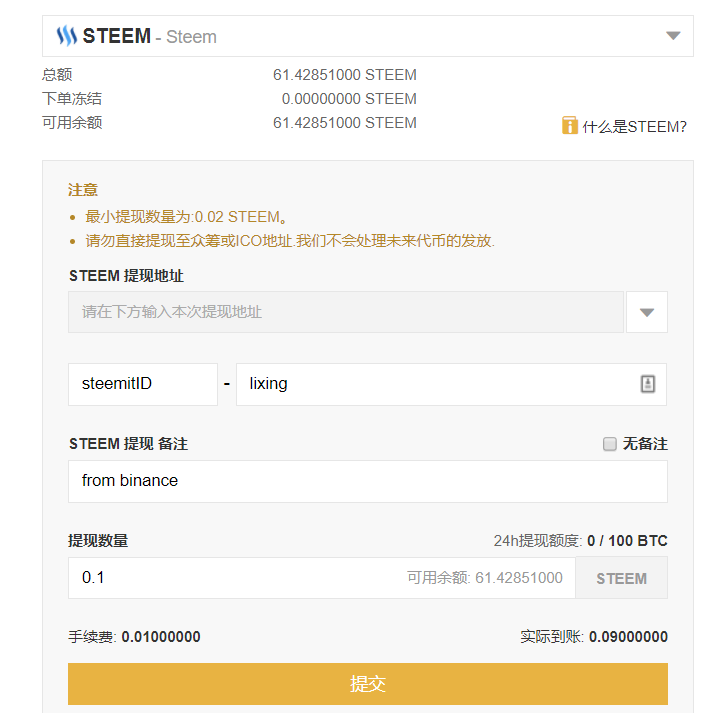 STEEM - Steem
总额 61.42851000 STEEM
下单冻结 0.00000000 STEEM
可用余额 61.42851000 STEEM
什么是STEEM?
注意
• 最小提现数量为:0.02 STEEM。
• 请勿直接提现至众筹或ICO地址.我们不会处理未来代币的发放.
STEEM 提现地址
请在下方输入本次提现地址
steemitID - lixing
STEEM 提现 备注 无备注
from binance
提现数量 24h提现额度: 0 / 100 BTC
0.1 可用余额: 61.42851000 STEEM
手续费: 0.01000000 实际到账: 0.09000000
提交